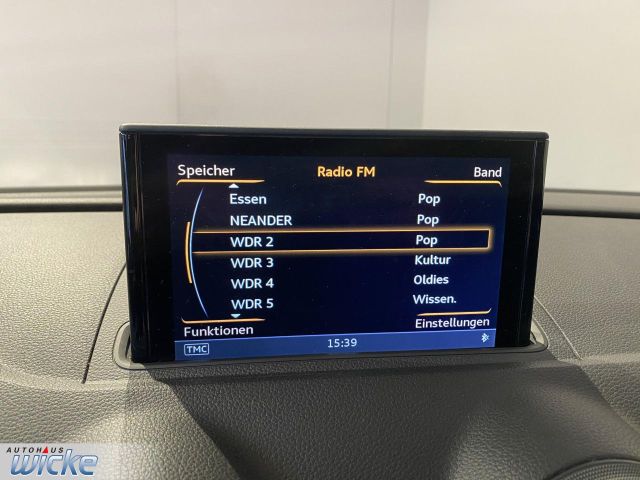 Speicher Radio FM Band
Essen Pop
NEANDER Pop
WDR 2 Pop
WDR 3 Kultur
WDR 4 Oldies
WDR 5 Wissen.
Funktionen Einstellungen
TMC 15:39
AUTOHAUS
WICKE